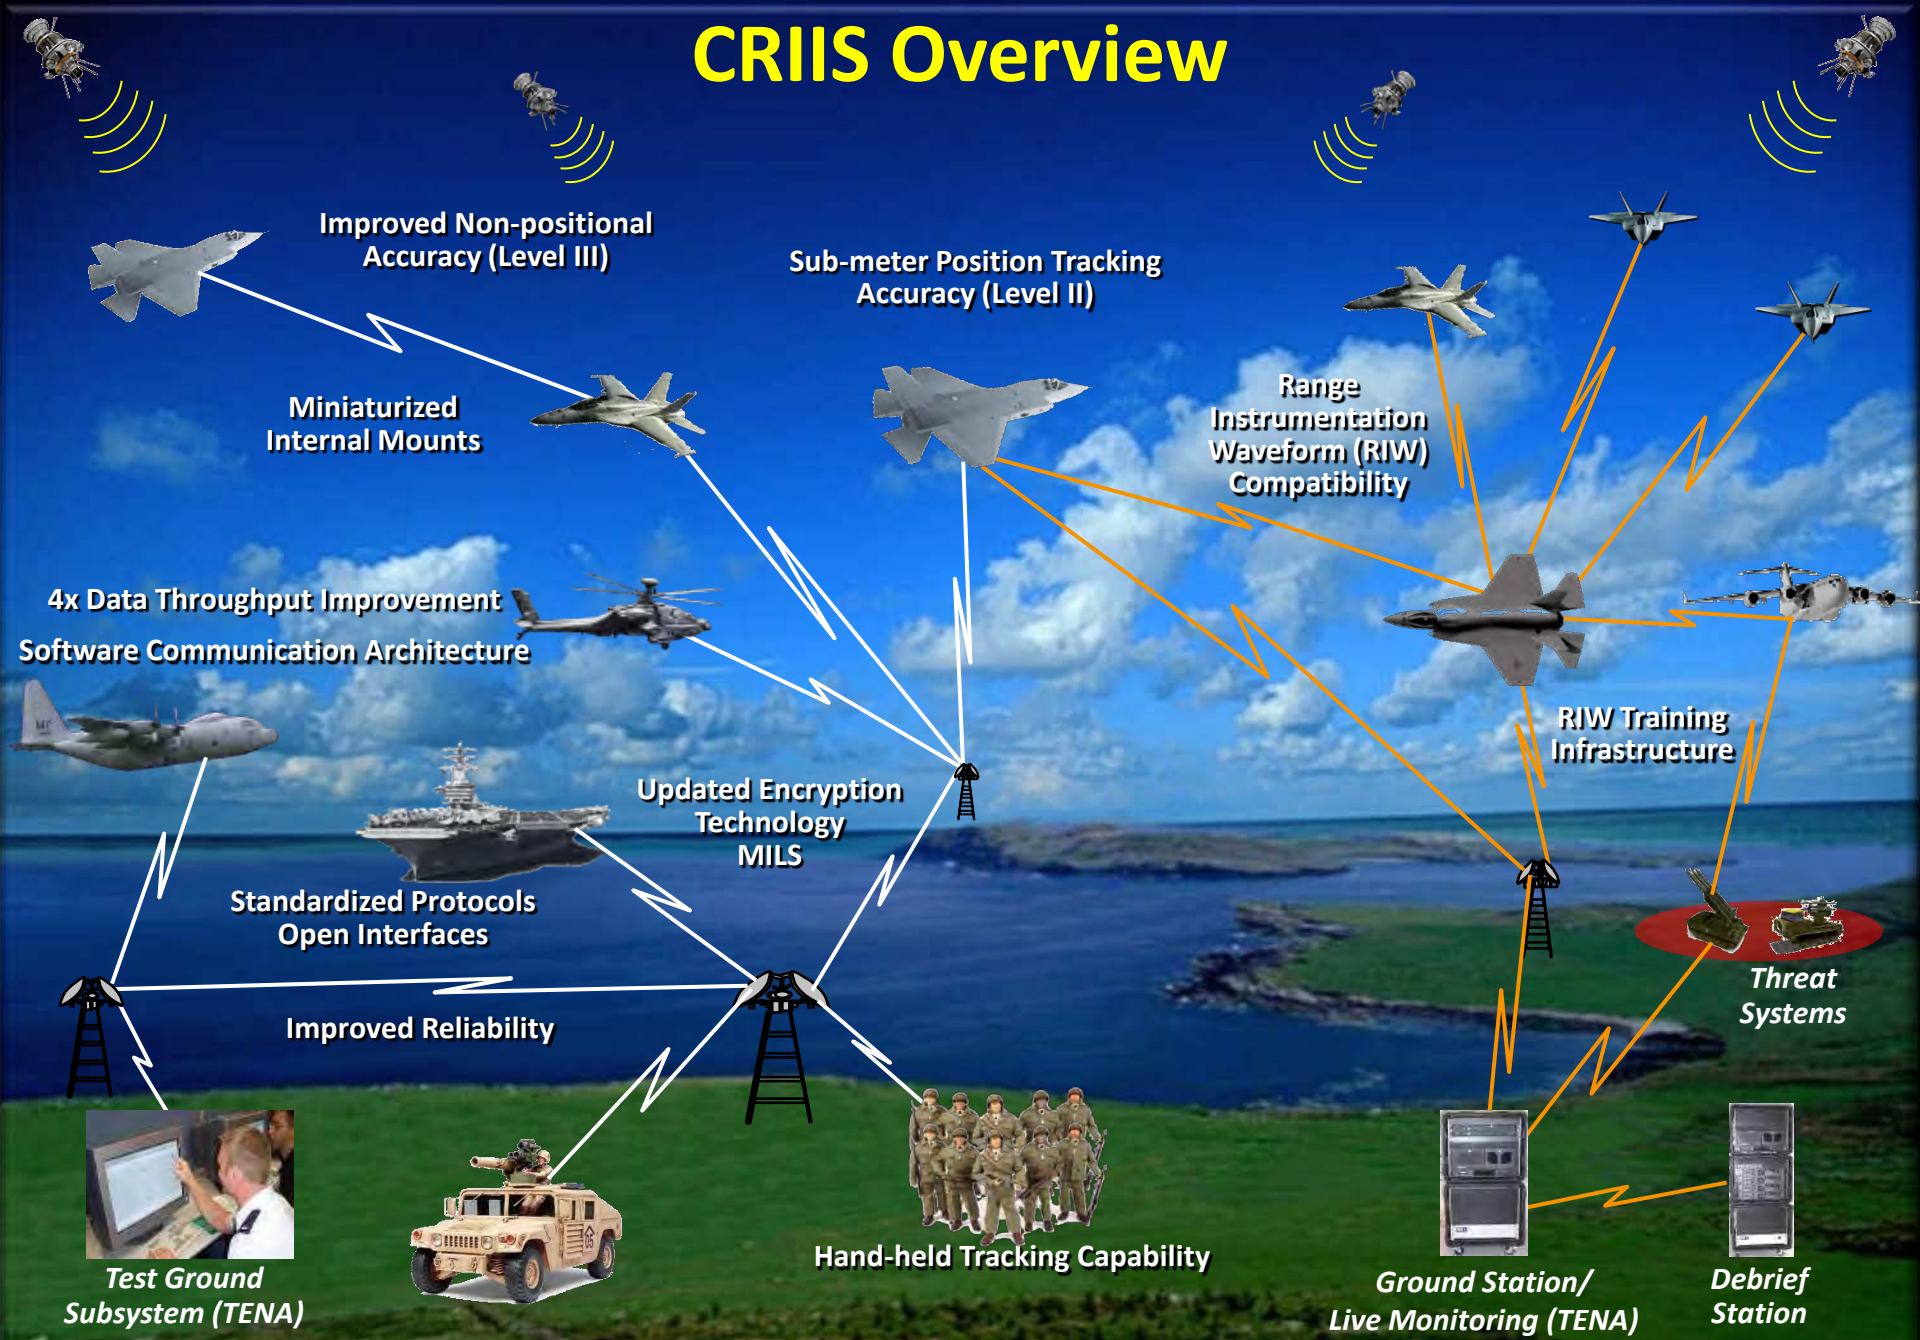 CRIIS Overview
Improved Non-positional
Accuracy (Level III)
Sub-meter Position Tracking
Accuracy (Level II)
Range
Instrumentation
Waveform (RIW)
Compatibility
Miniaturized
Internal Mounts
4x Data Throughput Improvement
Software Communication Architecture
RIW Training
Infrastructure
Updated Encryption
Technology
MILS
Standardized Protocols
Open Interfaces
Improved Reliability
Threat
Systems
Hand-held Tracking Capability
Test Ground
Subsystem (TENA)
Ground Station/
Live Monitoring (TENA)
Debrief
Station